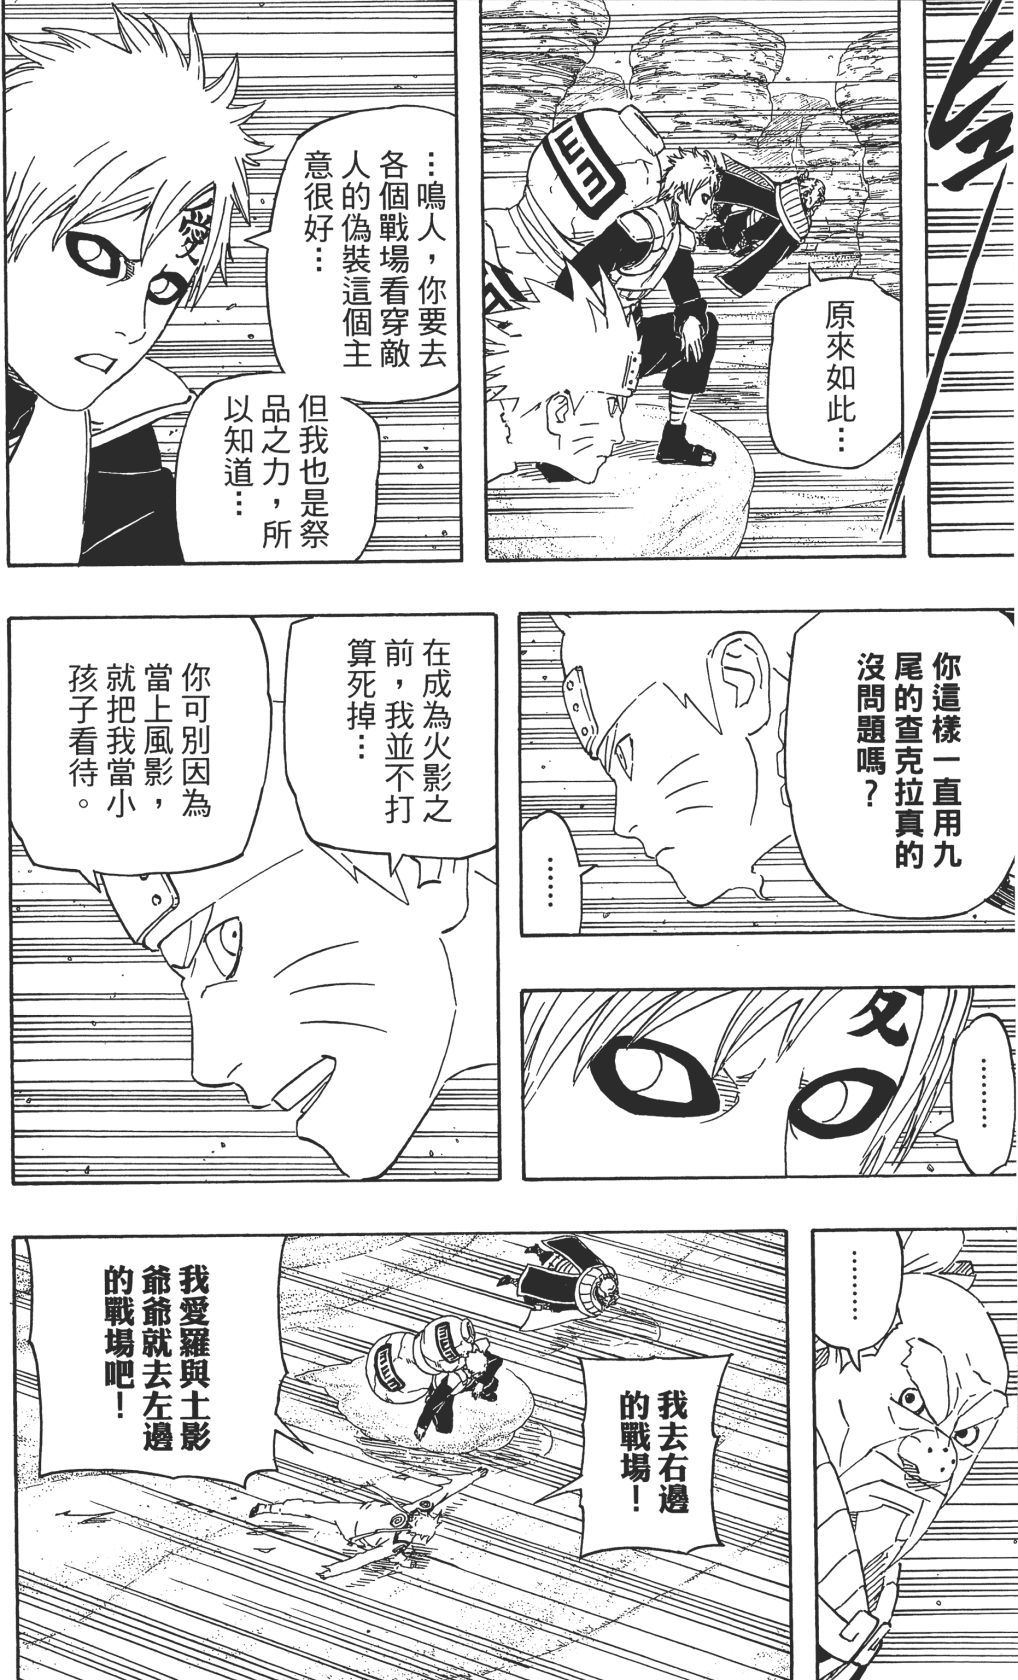 ビュ
原來如此…
…鳴人，你要去
各個戰場看穿敵
人的偽裝這個主
意很好…
愛
但我也是祭
品之力，所
以知道…
你這樣一直用九
尾的查克拉真的
沒問題嗎？
……
……
在成為火影之
前，我並不打
算死掉…
你可別因為
當上風影，
就把我當小
孩子看待。
……
我去右邊
的戰場！
我愛羅與土影
爺爺就去左邊
的戰場吧！